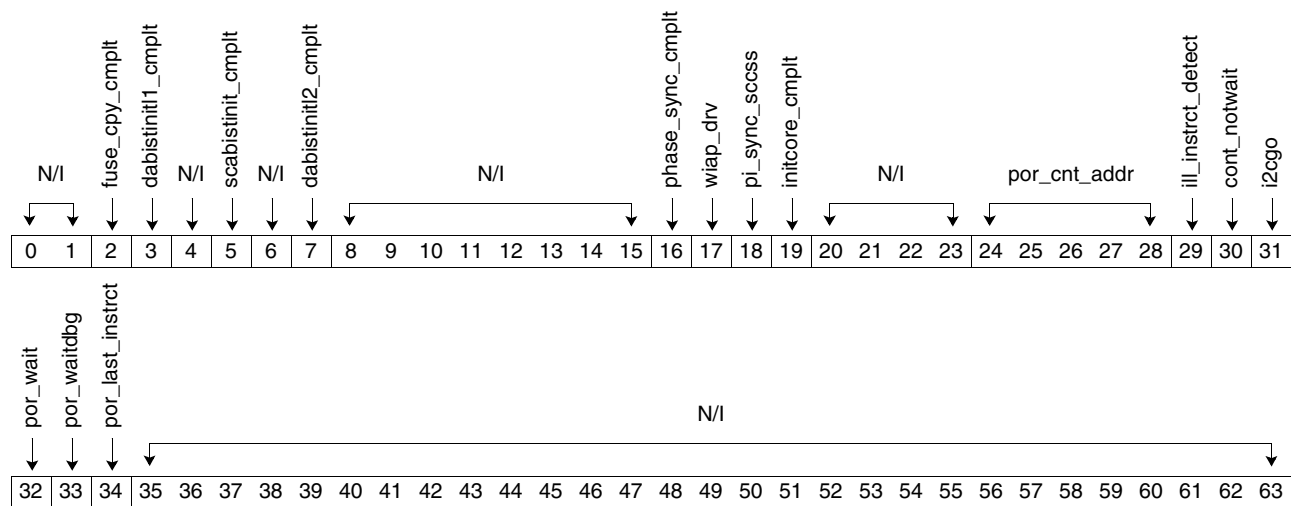 N/I fuse_cpy_cmplt dabistinitl1_cmplt N/I scabistinit_cmplt N/I dabistinitl2_cmplt N/I phase_sync_cmplt wiap_drv pi_sync_sccss initcore_cmplt N/I por_cnt_addr ill_instrct_detect cont_notwait i2cgo
0 1 2 3 4 5 6 7 8 9 10 11 12 13 14 15 16 17 18 19 20 21 22 23 24 25 26 27 28 29 30 31
por_wait por_waitdbg por_last_instrct N/I
32 33 34 35 36 37 38 39 40 41 42 43 44 45 46 47 48 49 50 51 52 53 54 55 56 57 58 59 60 61 62 63